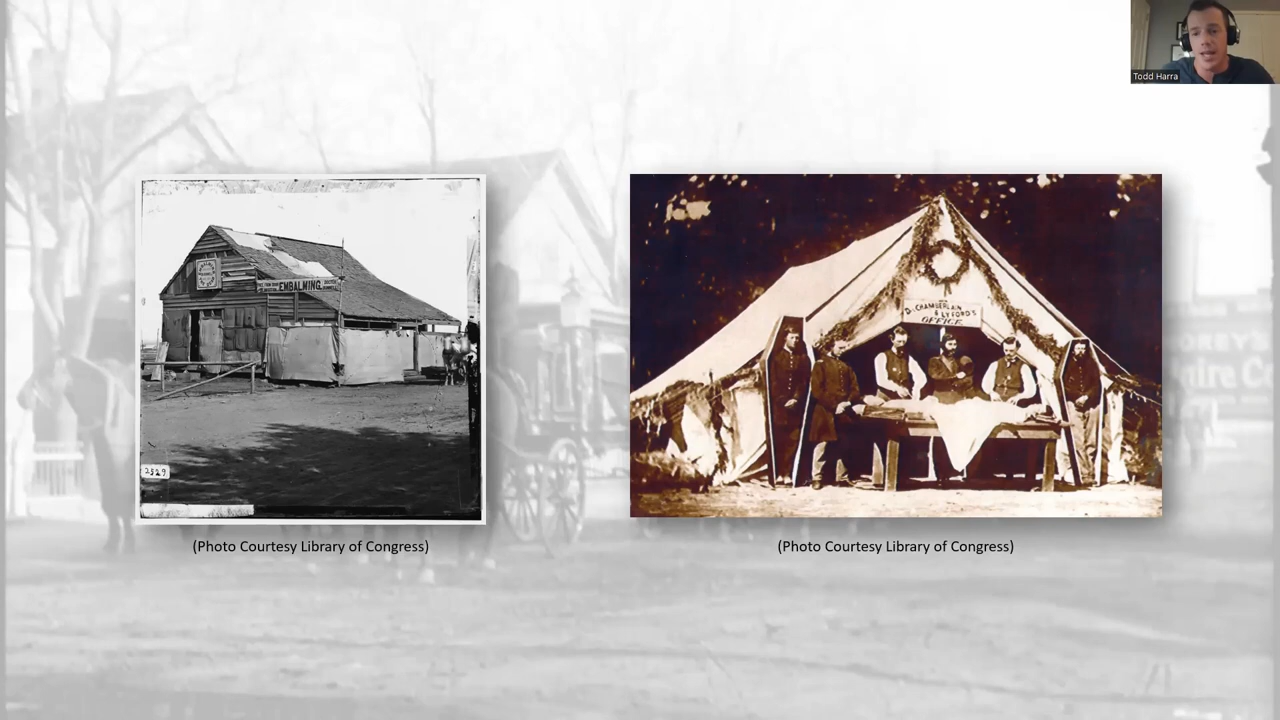 Todd Harra
EMBALMING
Dr. CHAMBERLAIN
& LYFORD'S
OFFICE
2529
(Photo Courtesy Library of Congress)
(Photo Courtesy Library of Congress)